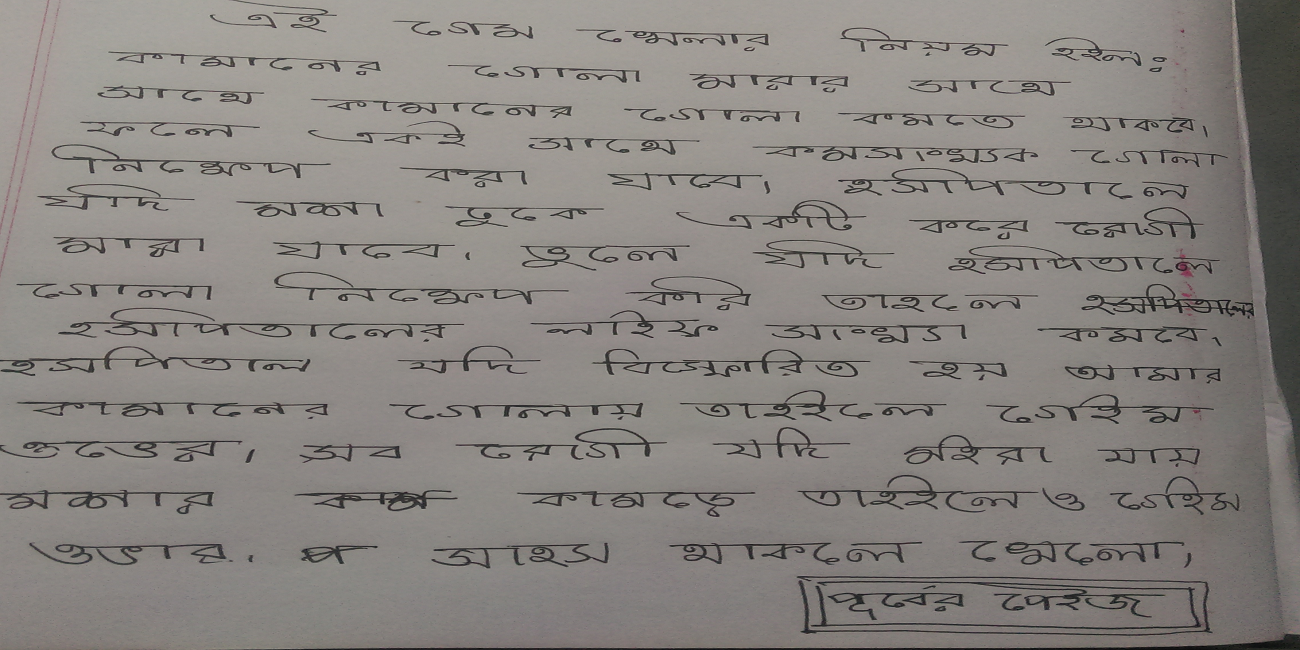 এই গেম খেলার নিয়ম হইলঃ
কামানের গোলা মারার সাথে
সাথে কামানের গোলা কমতে থাকবে।
ফলে একই সাথে কমসংখ্যক গোলা
নিক্ষেপ করা যাবে। হসপিতালে
যদি মশা ঢুকে একটি করে রোগী
মারা যাবে। ভুলে যদি হসপিতালে
গোলা নিক্ষেপ করি তাহলে
হসপিতালের লাইফ সংখ্যা কমবে।
হসপিতাল যদি বিস্ফোরিত হয় আমার
কামানের গোলায় তাহইলে গেইম
ওভের। সব রোগী যদি মইরা যায়
মশার কামড়ে তাহইলে ও গেইম
ওভার। সাহস থাকলে খেলো।
পূর্বের পেইজ